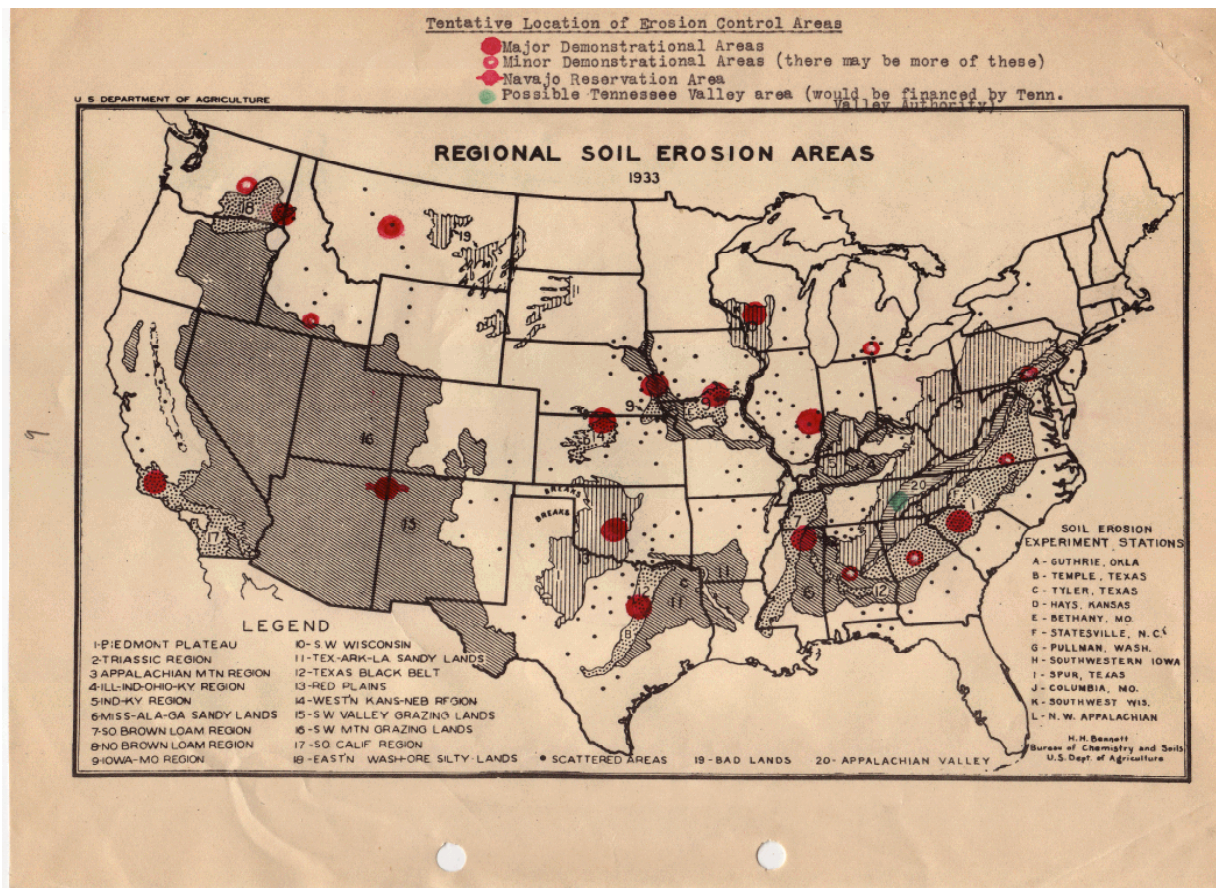 Tentative Location of Erosion Control Areas
Major Demonstrational Areas
Minor Demonstrational Areas (there may be more of these)
Navajo Reservation Area
Possible Tennessee Valley area (would be financed by Tenn.
Valley Authority)
U S DEPARTMENT OF AGRICULTURE
REGIONAL SOIL EROSION AREAS
1933
18
19
16
15
17
9
BREAKS
BREAKS
13
12
11
11
C
B
7
6
12
20
3
4
5
1
SOIL EROSION
EXPERIMENT STATIONS
A - GUTHRIE, OKLA
B - TEMPLE, TEXAS
C - TYLER, TEXAS
D - HAYS, KANSAS
E - BETHANY, MO.
F - STATESVILLE, N.C.
G - PULLMAN, WASH.
H - SOUTHWESTERN IOWA
I - SPUR, TEXAS
J - COLUMBIA, MO.
K - SOUTHWEST WIS.
L - N.W. APPALACHIAN
H.H. Bennett
Bureau of Chemistry and Soils
U.S. Dept. of Agriculture
LEGEND
1-PIEDMONT PLATEAU
2-TRIASSIC REGION
3 APPALACHIAN MTN REGION
4-ILL-IND-OHIO-KY REGION
5-IND-KY REGION
6-MISS-ALA-GA SANDY LANDS
7-SO BROWN LOAM REGION
8-NO BROWN LOAM REGION
9-IOWA-MO REGION
10-S W WISCONSIN
11-TEX-ARK-LA. SANDY LANDS
12-TEXAS BLACK BELT
13-RED PLAINS
14-WEST'N KANS-NEB REGION
15-S W VALLEY GRAZING LANDS
16-S W MTN GRAZING LANDS
17-SO CALIF REGION
18-EAST'N WASH-ORE SILTY-LANDS
• SCATTERED AREAS
19-BAD LANDS
20-APPALACHIAN VALLEY